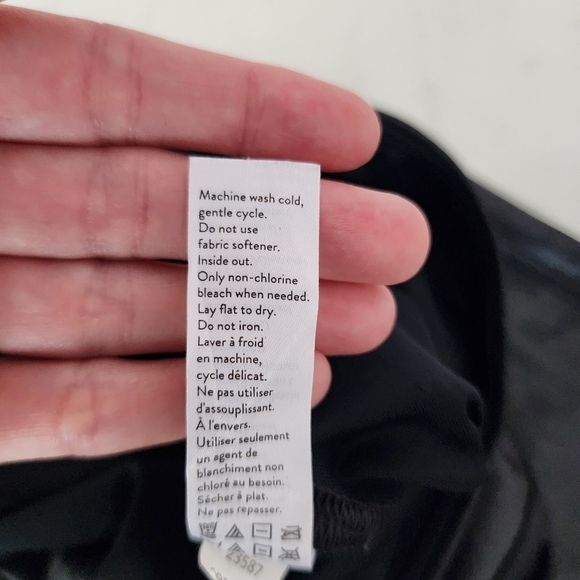 Machine wash cold,
gentle cycle.
Do not use
fabric softener.
Inside out.
Only non-chlorine
bleach when needed.
Lay flat to dry.
Do not iron.
Laver à froid
en machine,
cycle délicat.
Ne pas utiliser
d'assouplissant.
À l'envers.
Utiliser seulement
un agent de
blanchiment non
chloré au besoin.
Sécher à plat.
Ne pas repasser.
23587